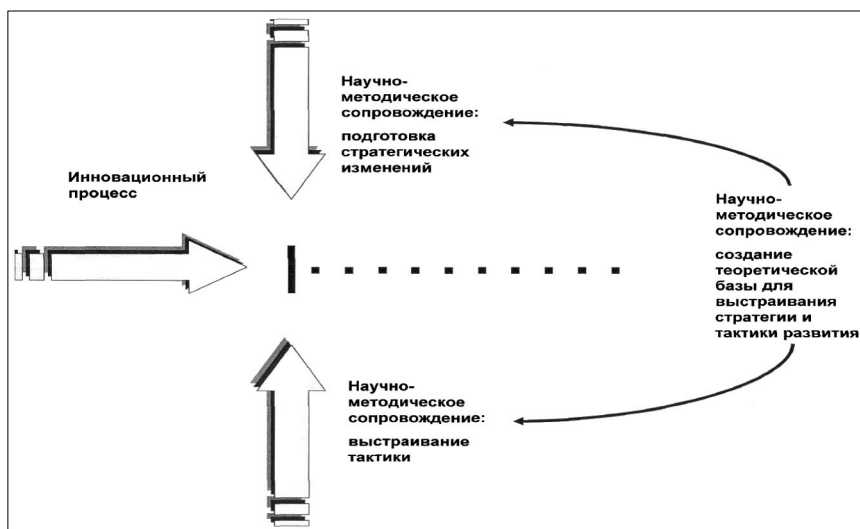 Научно-
методическое
сопровождение:
подготовка
стратегических
изменений
Инновационный
процесс
Научно-
методическое
сопровождение:
создание
теоретической
базы для
выстраивания
стратегии и
тактики развития
Научно-
методическое
сопровождение:
выстраивание
тактики